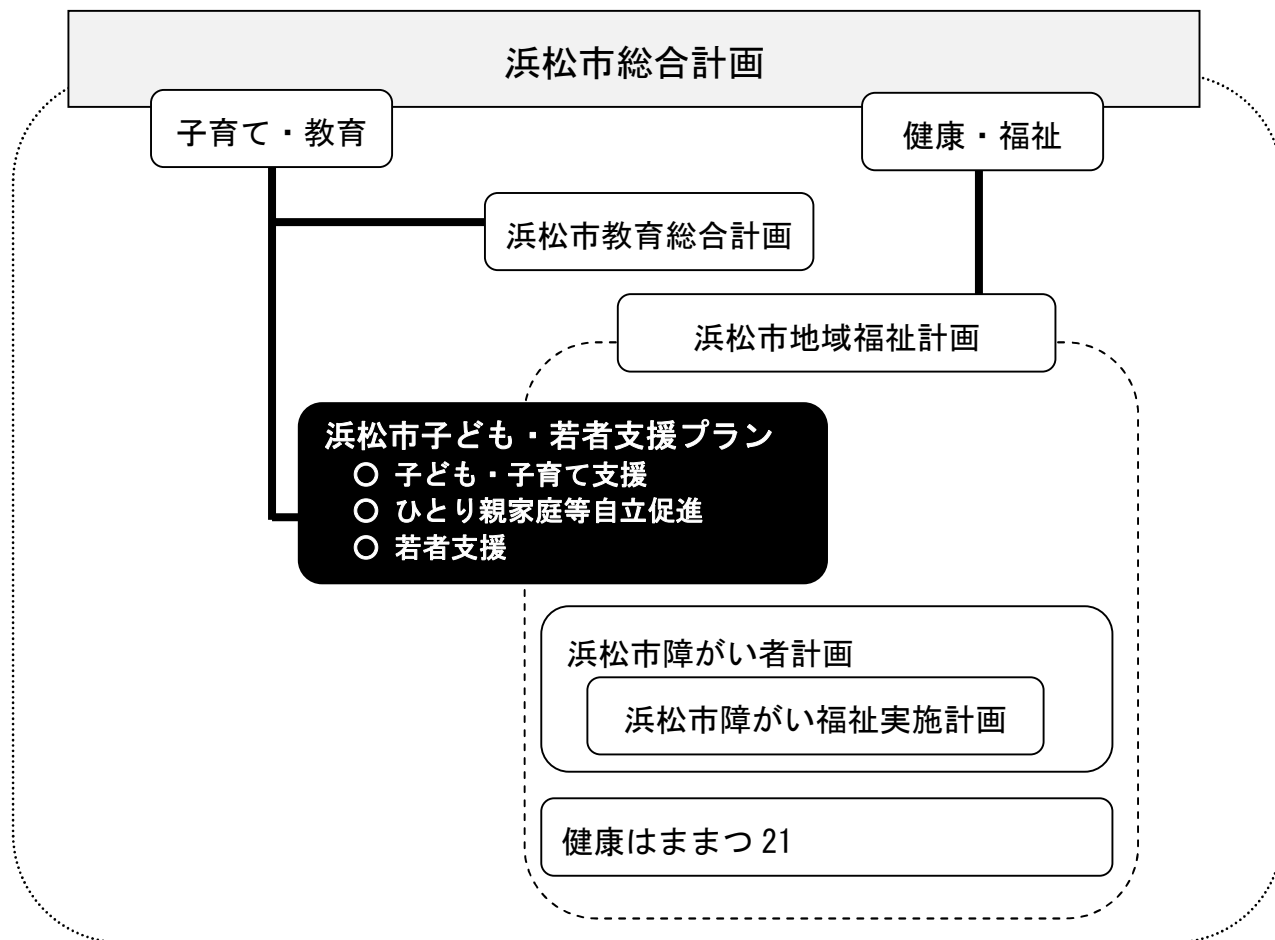 浜松市総合計画
子育て・教育
健康・福祉
浜松市教育総合計画
浜松市地域福祉計画
浜松市子ども・若者支援プラン
○ 子ども・子育て支援
○ ひとり親家庭等自立促進
○ 若者支援
浜松市障がい者計画
浜松市障がい福祉実施計画
健康はままつ 21